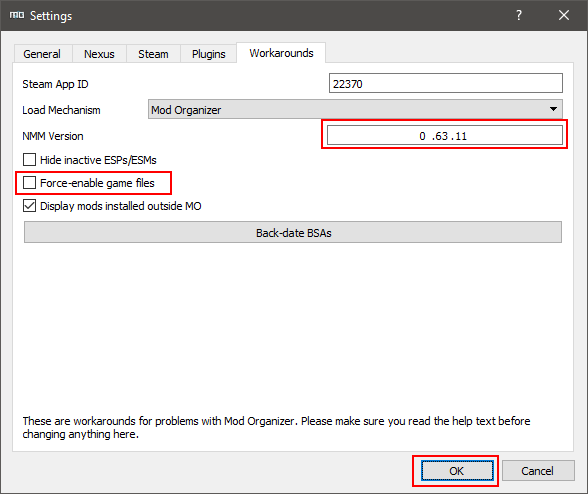 Settings
General
Nexus
Steam
Plugins
Workarounds
Steam App ID
22370
Load Mechanism
Mod Organizer
NMM Version
0 .63 .11
Hide inactive ESPs/ESMs
Force-enable game files
Display mods installed outside MO
Back-date BSAs
These are workarounds for problems with Mod Organizer. Please make sure you read the help text before
changing anything here.
OK
Cancel